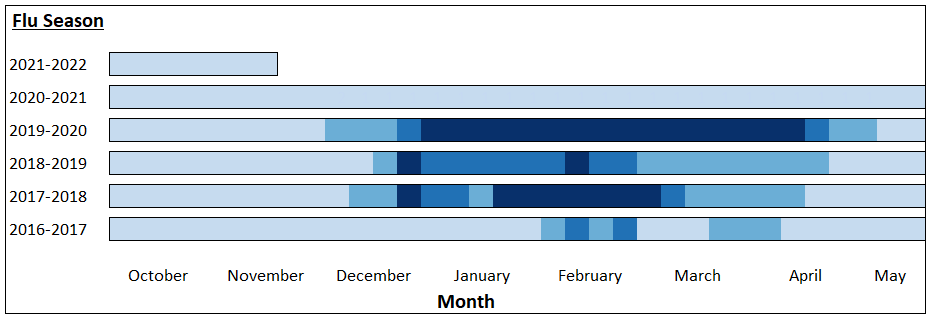 Flu Season
2021-2022
2020-2021
2019-2020
2018-2019
2017-2018
2016-2017
October November December January February March April May
Month